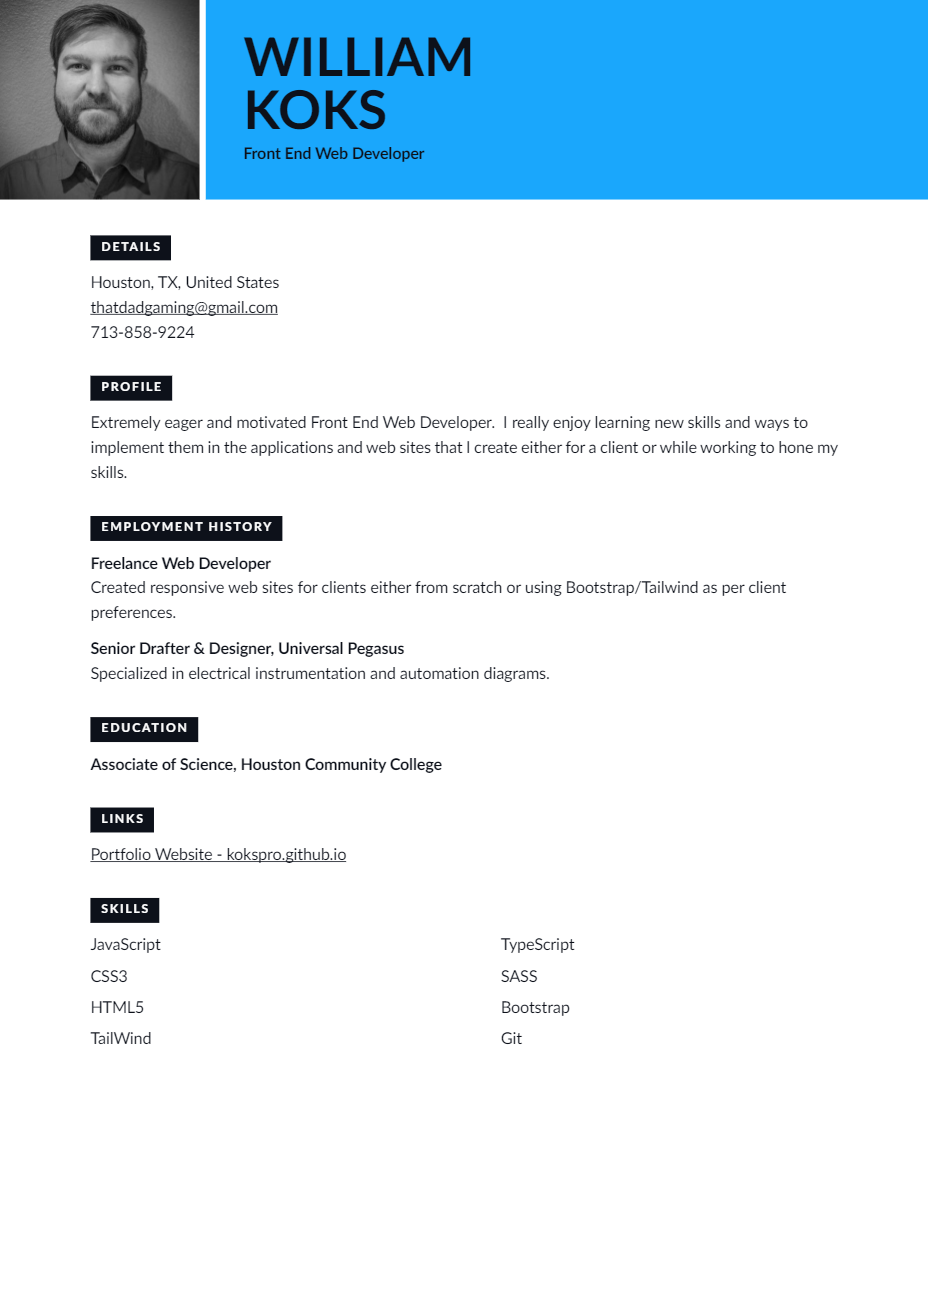 WILLIAM
KOKS
Front End Web Developer
DETAILS
Houston, TX, United States
thatdadgaming@gmail.com
713-858-9224
PROFILE
Extremely eager and motivated Front End Web Developer.  I really enjoy learning new skills and ways to
implement them in the applications and web sites that I create either for a client or while working to hone my
skills.
EMPLOYMENT HISTORY
Freelance Web Developer
Created responsive web sites for clients either from scratch or using Bootstrap/Tailwind as per client
preferences.
Senior Drafter & Designer, Universal Pegasus
Specialized in electrical instrumentation and automation diagrams.
EDUCATION
Associate of Science, Houston Community College
LINKS
Portfolio Website - kokspro.github.io
SKILLS
JavaScript TypeScript
CSS3 SASS
HTML5 Bootstrap
TailWind Git